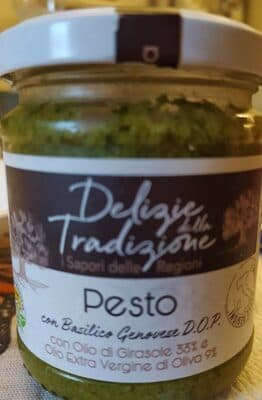 Delizie
della
Tradizione
Sapori delle Regioni
Pesto
con Basilico Genovese D.O.P.
con Olio di Girasole 33% e
Olio Extra Vergine di Oliva 9%